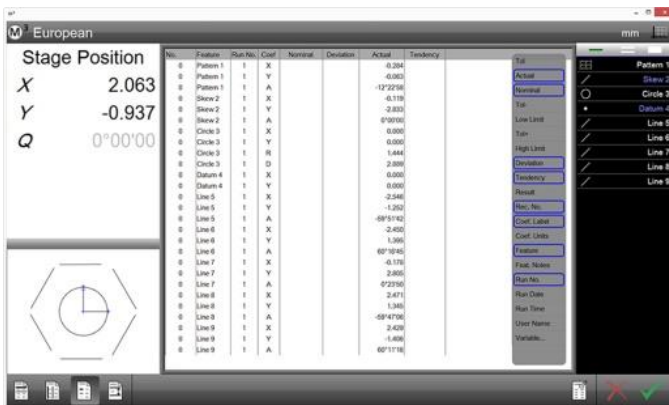 M³ European
mm
Stage Position
X 2.063
Y -0.937
Q 0°00'00
No. Feature Run No. Coef Nominal Deviation Actual Tendency
0 Pattern 1 1 X -0.284
0 Pattern 1 1 Y -0.063
0 Pattern 1 1 A -12°22'58
0 Skew 2 1 X -0.119
0 Skew 2 1 Y -2.833
0 Skew 2 1 A 0°00'00
0 Circle 3 1 X 0.000
0 Circle 3 1 Y 0.000
0 Circle 3 1 R 1.444
0 Circle 3 1 D 2.889
0 Datum 4 1 X 0.000
0 Datum 4 1 Y 0.000
0 Line 5 1 X -2.546
0 Line 5 1 Y -1.252
0 Line 5 1 A -59°51'42
0 Line 6 1 X -2.450
0 Line 6 1 Y 1.395
0 Line 6 1 A 60°16'45
0 Line 7 1 X -0.178
0 Line 7 1 Y 2.805
0 Line 7 1 A 0°23'50
0 Line 8 1 X 2.471
0 Line 8 1 Y 1.345
0 Line 8 1 A -59°47'06
0 Line 9 1 X 2.429
0 Line 9 1 Y -1.406
0 Line 9 1 A 60°11'18
Tol
Actual
Nominal
Tol-
Low Limit
Tol+
High Limit
Deviation
Tendency
Result
Rec. No.
Coef. Label
Coef. Units
Feature
Feat. Notes
Run No.
Run Date
Run Time
User Name
Variable...
Pattern 1
Skew 2
Circle 3
Datum 4
Line 5
Line 6
Line 7
Line 8
Line 9